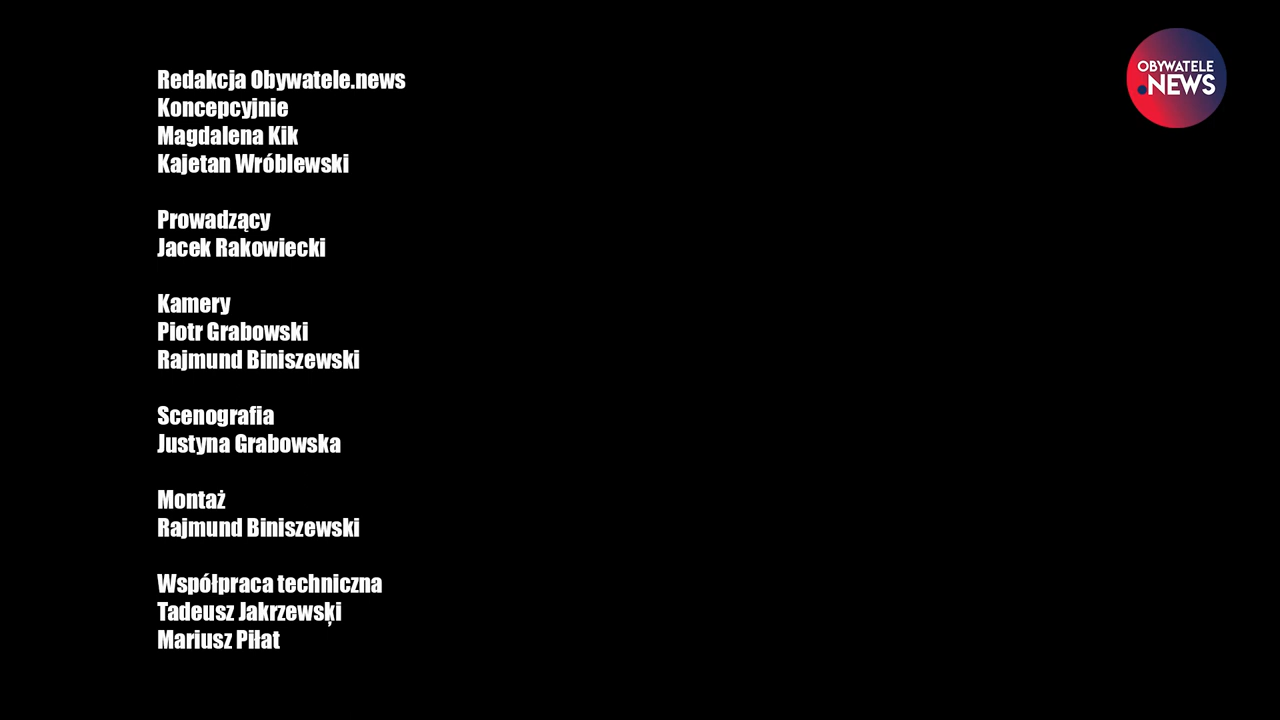 Redakcja Obywatele.news
Koncepcyjnie
Magdalena Kik
Kajetan Wróblewski
Prowadzący
Jacek Rakowiecki
Kamery
Piotr Grabowski
Rajmund Biniszewski
Scenografia
Justyna Grabowska
Montaż
Rajmund Biniszewski
Współpraca techniczna
Tadeusz Jakrzewsķi
Mariusz Piłat
OBYWATELE
.NEWS